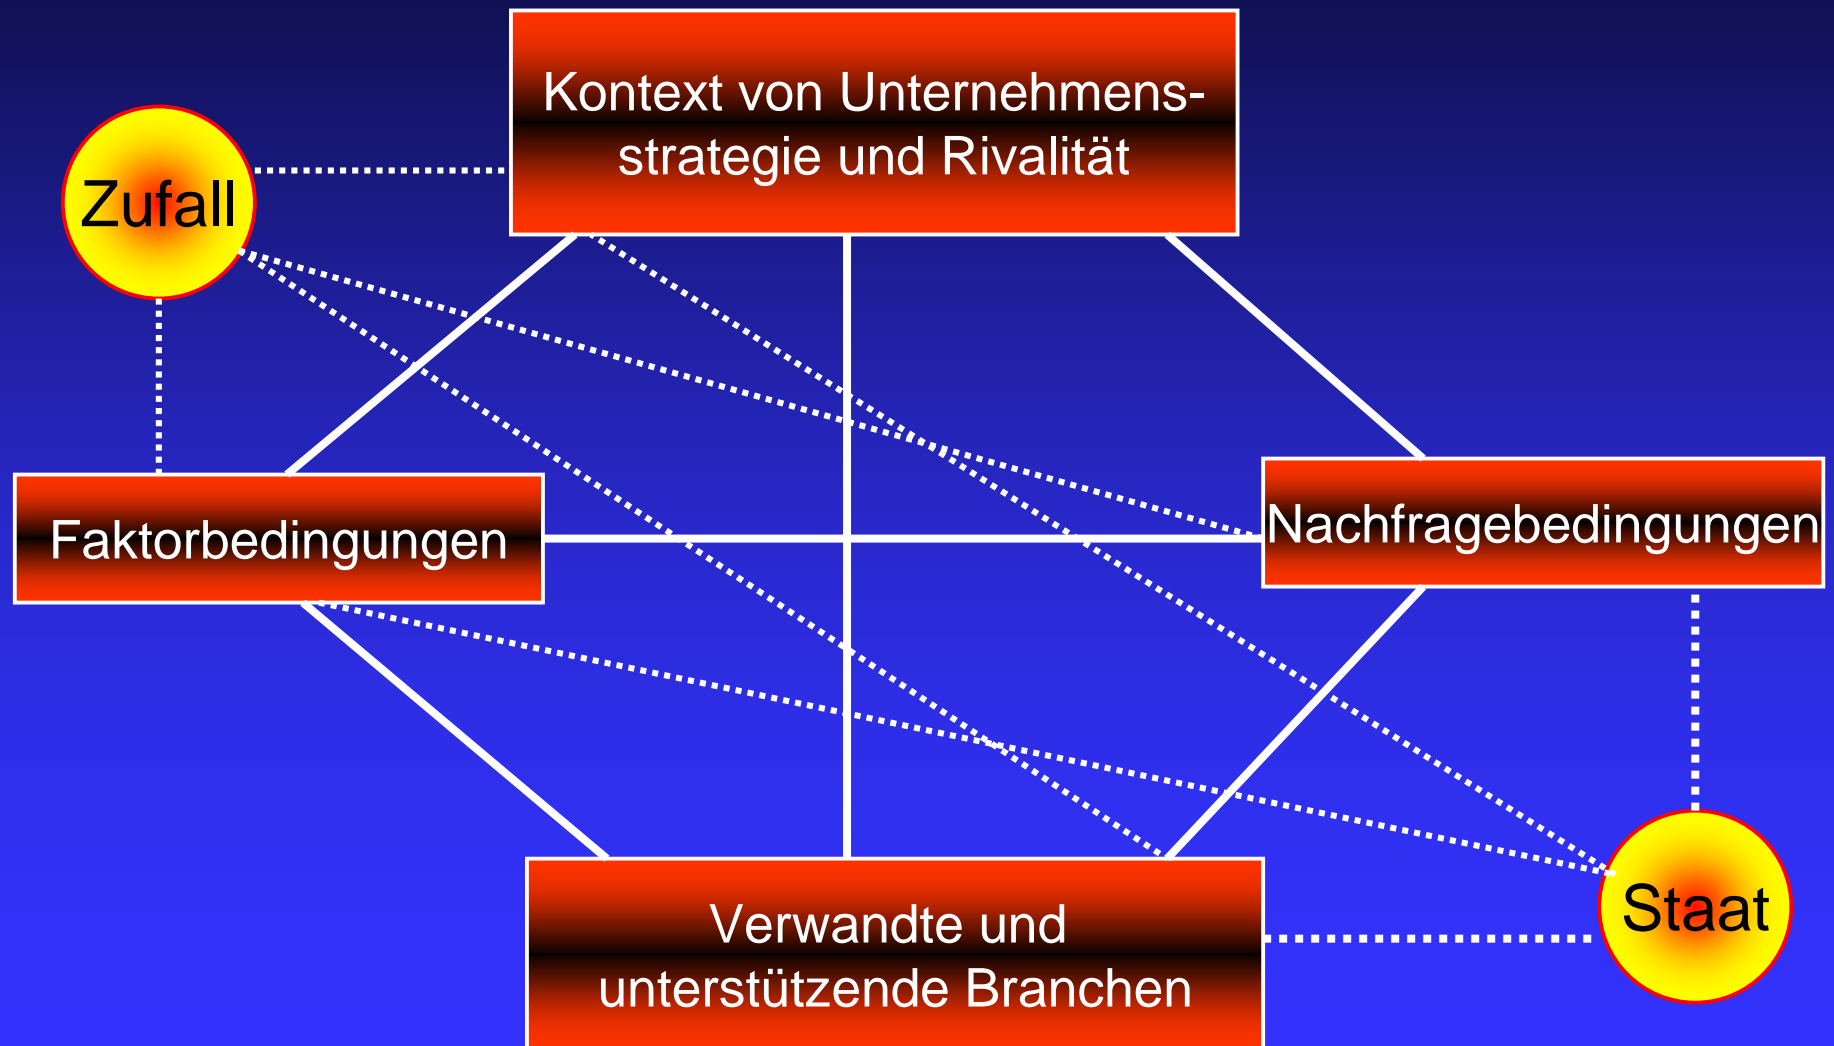 Kontext von Unternehmens-
strategie und Rivalität
Zufall
Faktorbedingungen
Nachfragebedingungen
Verwandte und
unterstützende Branchen
Staat